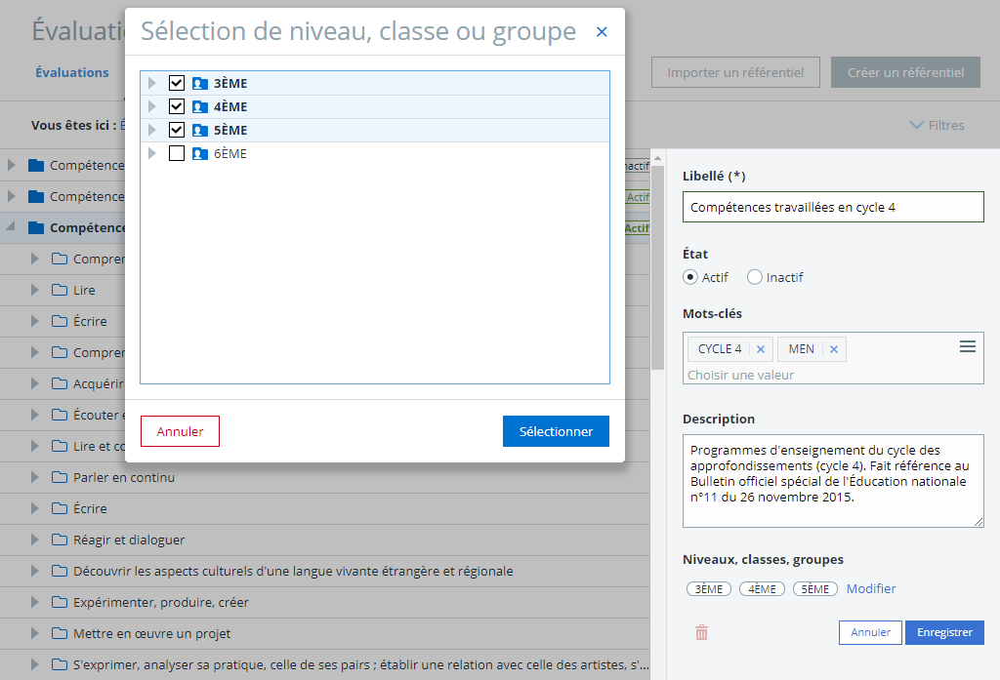 Évaluati
Sélection de niveau, classe ou groupe
Évaluations
Importer un référentiel
Créer un référentiel
Vous êtes ici :
Filtres
3ÈME
4ÈME
5ÈME
6ÈME
Annuler
Sélectionner
Compétence
Compétence
Actif
Compétence
Actif
Compren
Lire
Écrire
Compren
Acquérir
Écouter
Lire et co
Parler en continu
Écrire
Réagir et dialoguer
Découvrir les aspects culturels d'une langue vivante étrangère et régionale
Expérimenter, produire, créer
Mettre en œuvre un projet
S'exprimer, analyser sa pratique, celle de ses pairs ; établir une relation avec celle des artistes, s'...
Libellé (*)
Compétences travaillées en cycle 4
État
Actif Inactif
Mots-clés
CYCLE 4 MEN
Choisir une valeur
Description
Programmes d'enseignement du cycle des
approfondissements (cycle 4). Fait référence au
Bulletin officiel spécial de l'Éducation nationale
n°11 du 26 novembre 2015.
Niveaux, classes, groupes
3ÈME 4ÈME 5ÈME Modifier
Annuler Enregistrer